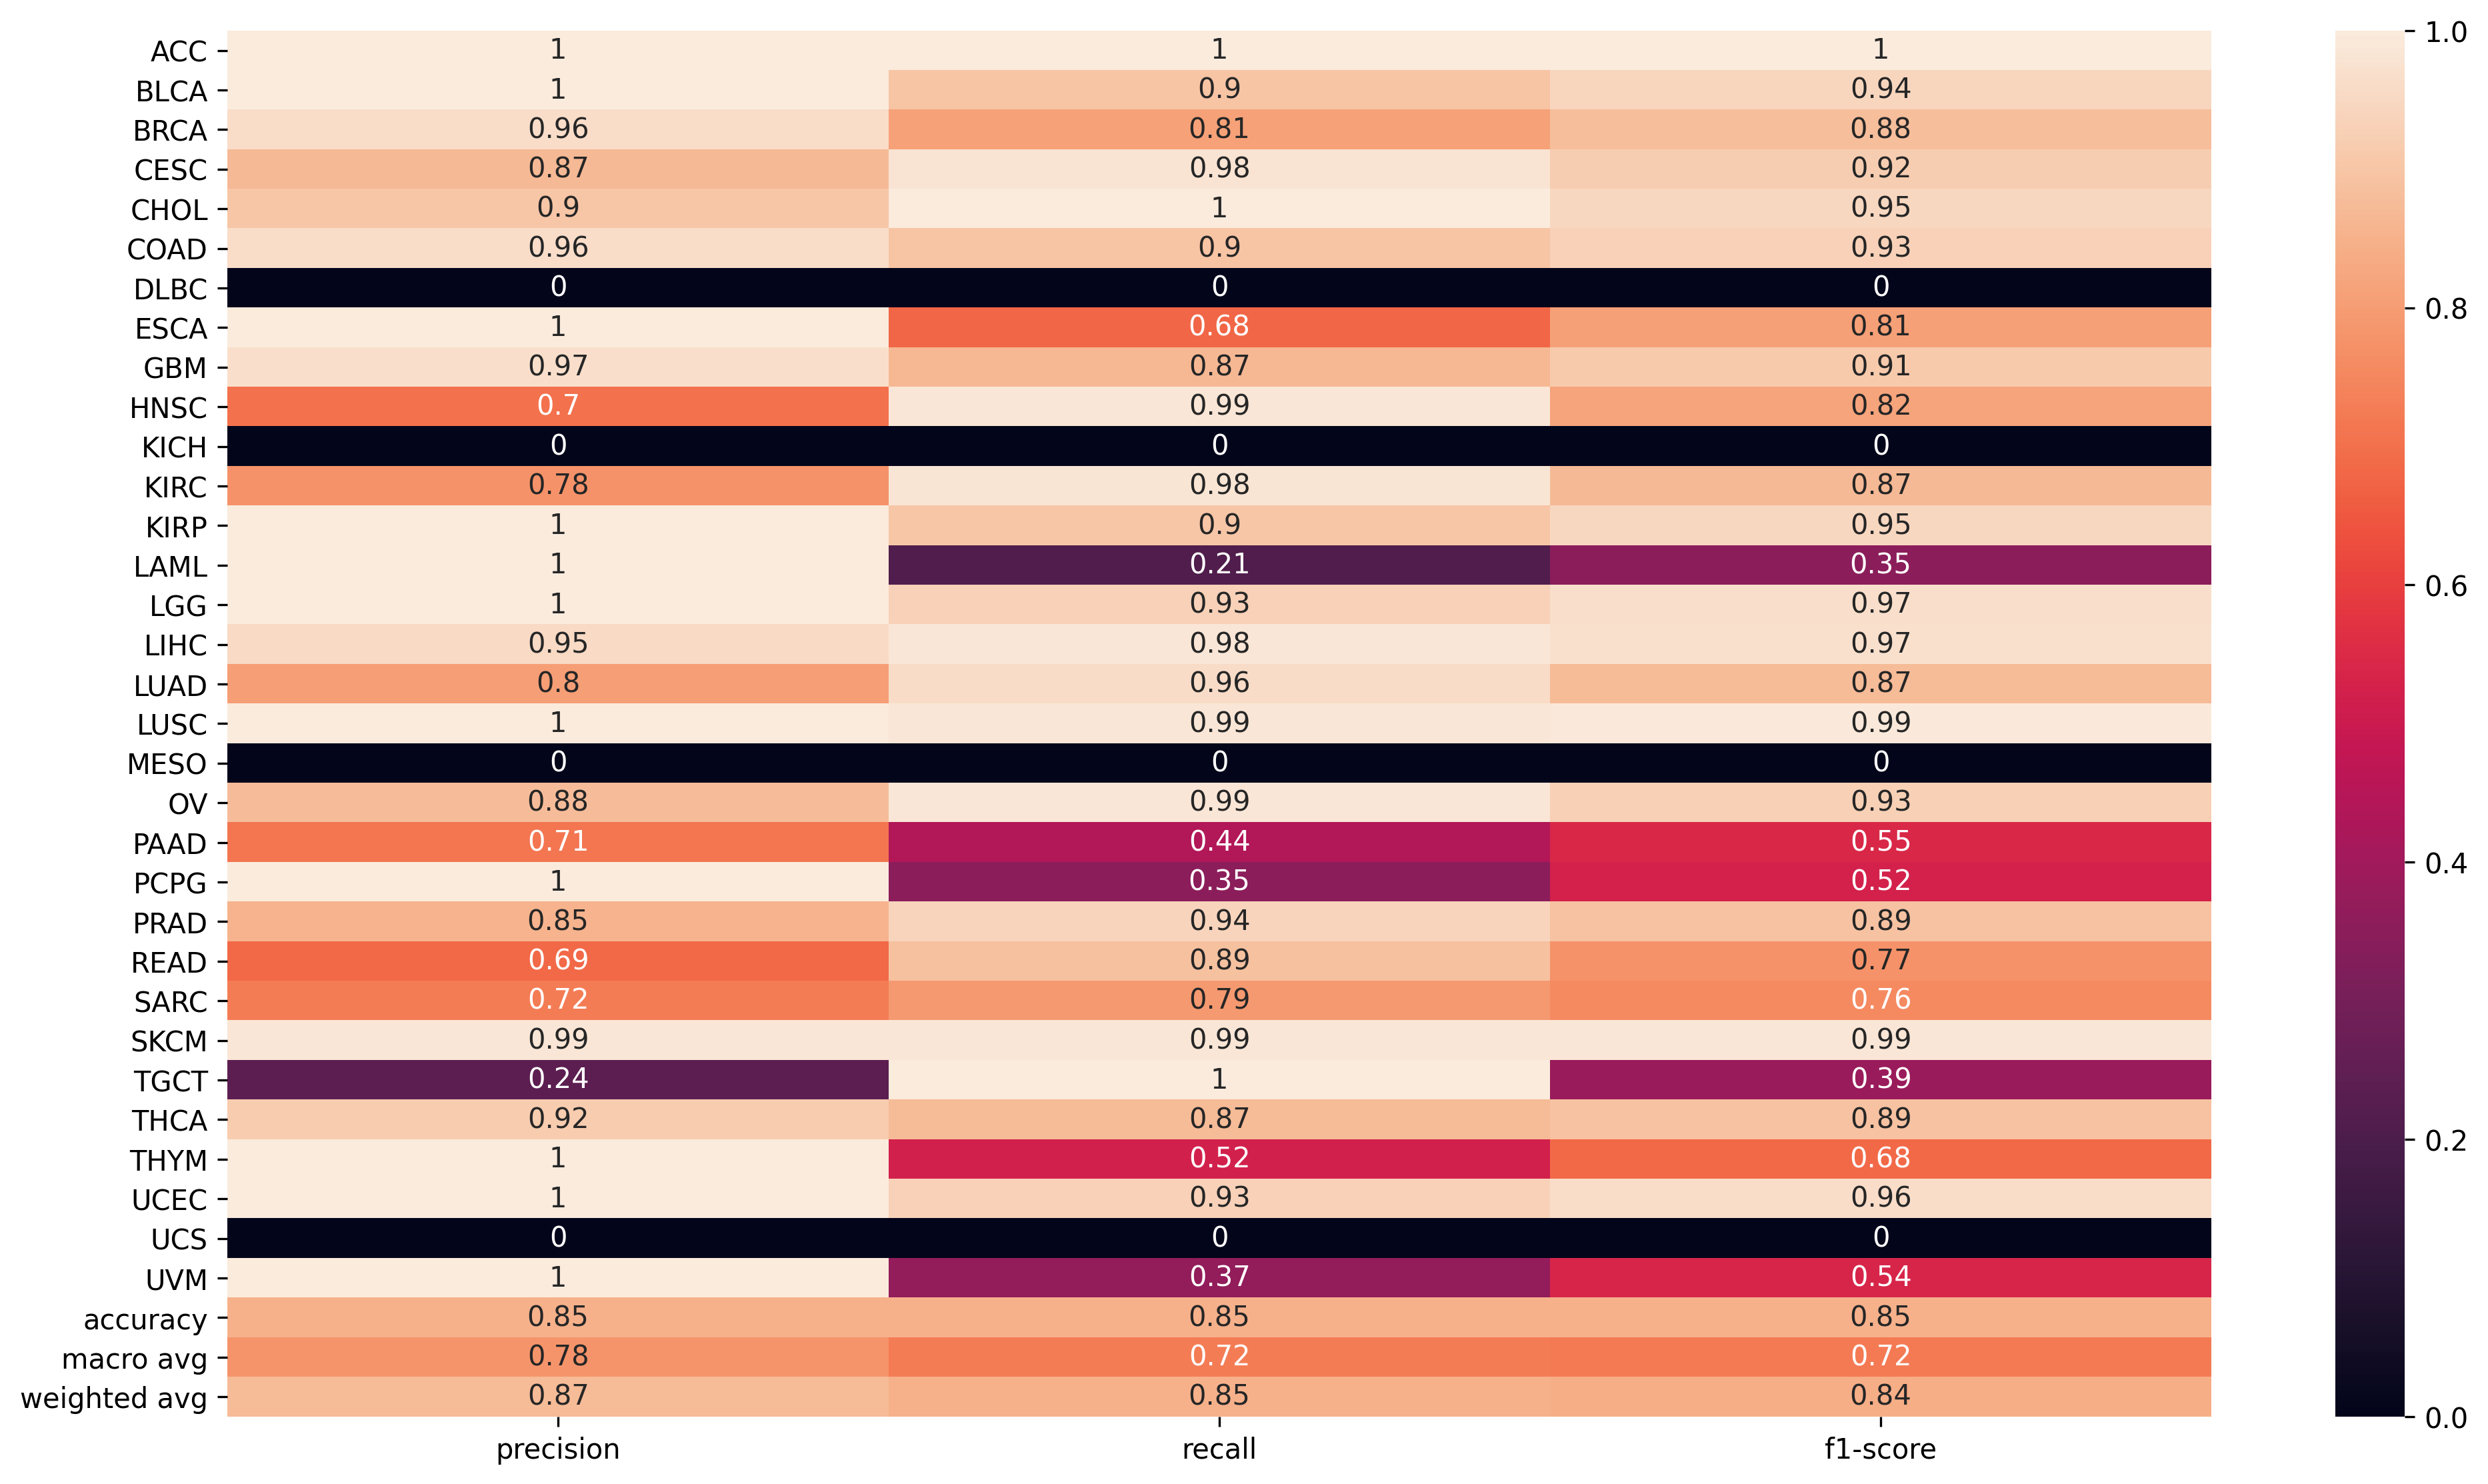 ACC 1 1 1 1.0
BLCA 1 0.9 0.94
BRCA 0.96 0.81 0.88
CESC 0.87 0.98 0.92
CHOL 0.9 1 0.95
COAD 0.96 0.9 0.93
DLBC 0 0 0
ESCA 1 0.68 0.81 0.8
GBM 0.97 0.87 0.91
HNSC 0.7 0.99 0.82
KICH 0 0 0
KIRC 0.78 0.98 0.87
KIRP 1 0.9 0.95
LAML 1 0.21 0.35 0.6
LGG 1 0.93 0.97
LIHC 0.95 0.98 0.97
LUAD 0.8 0.96 0.87
LUSC 1 0.99 0.99
MESO 0 0 0
OV 0.88 0.99 0.93
PAAD 0.71 0.44 0.55 0.4
PCPG 1 0.35 0.52
PRAD 0.85 0.94 0.89
READ 0.69 0.89 0.77
SARC 0.72 0.79 0.76
SKCM 0.99 0.99 0.99
TGCT 0.24 1 0.39
THCA 0.92 0.87 0.89
THYM 1 0.52 0.68 0.2
UCEC 1 0.93 0.96
UCS 0 0 0
UVM 1 0.37 0.54
accuracy 0.85 0.85 0.85
macro avg 0.78 0.72 0.72
weighted avg 0.87 0.85 0.84 0.0
precision recall f1-score